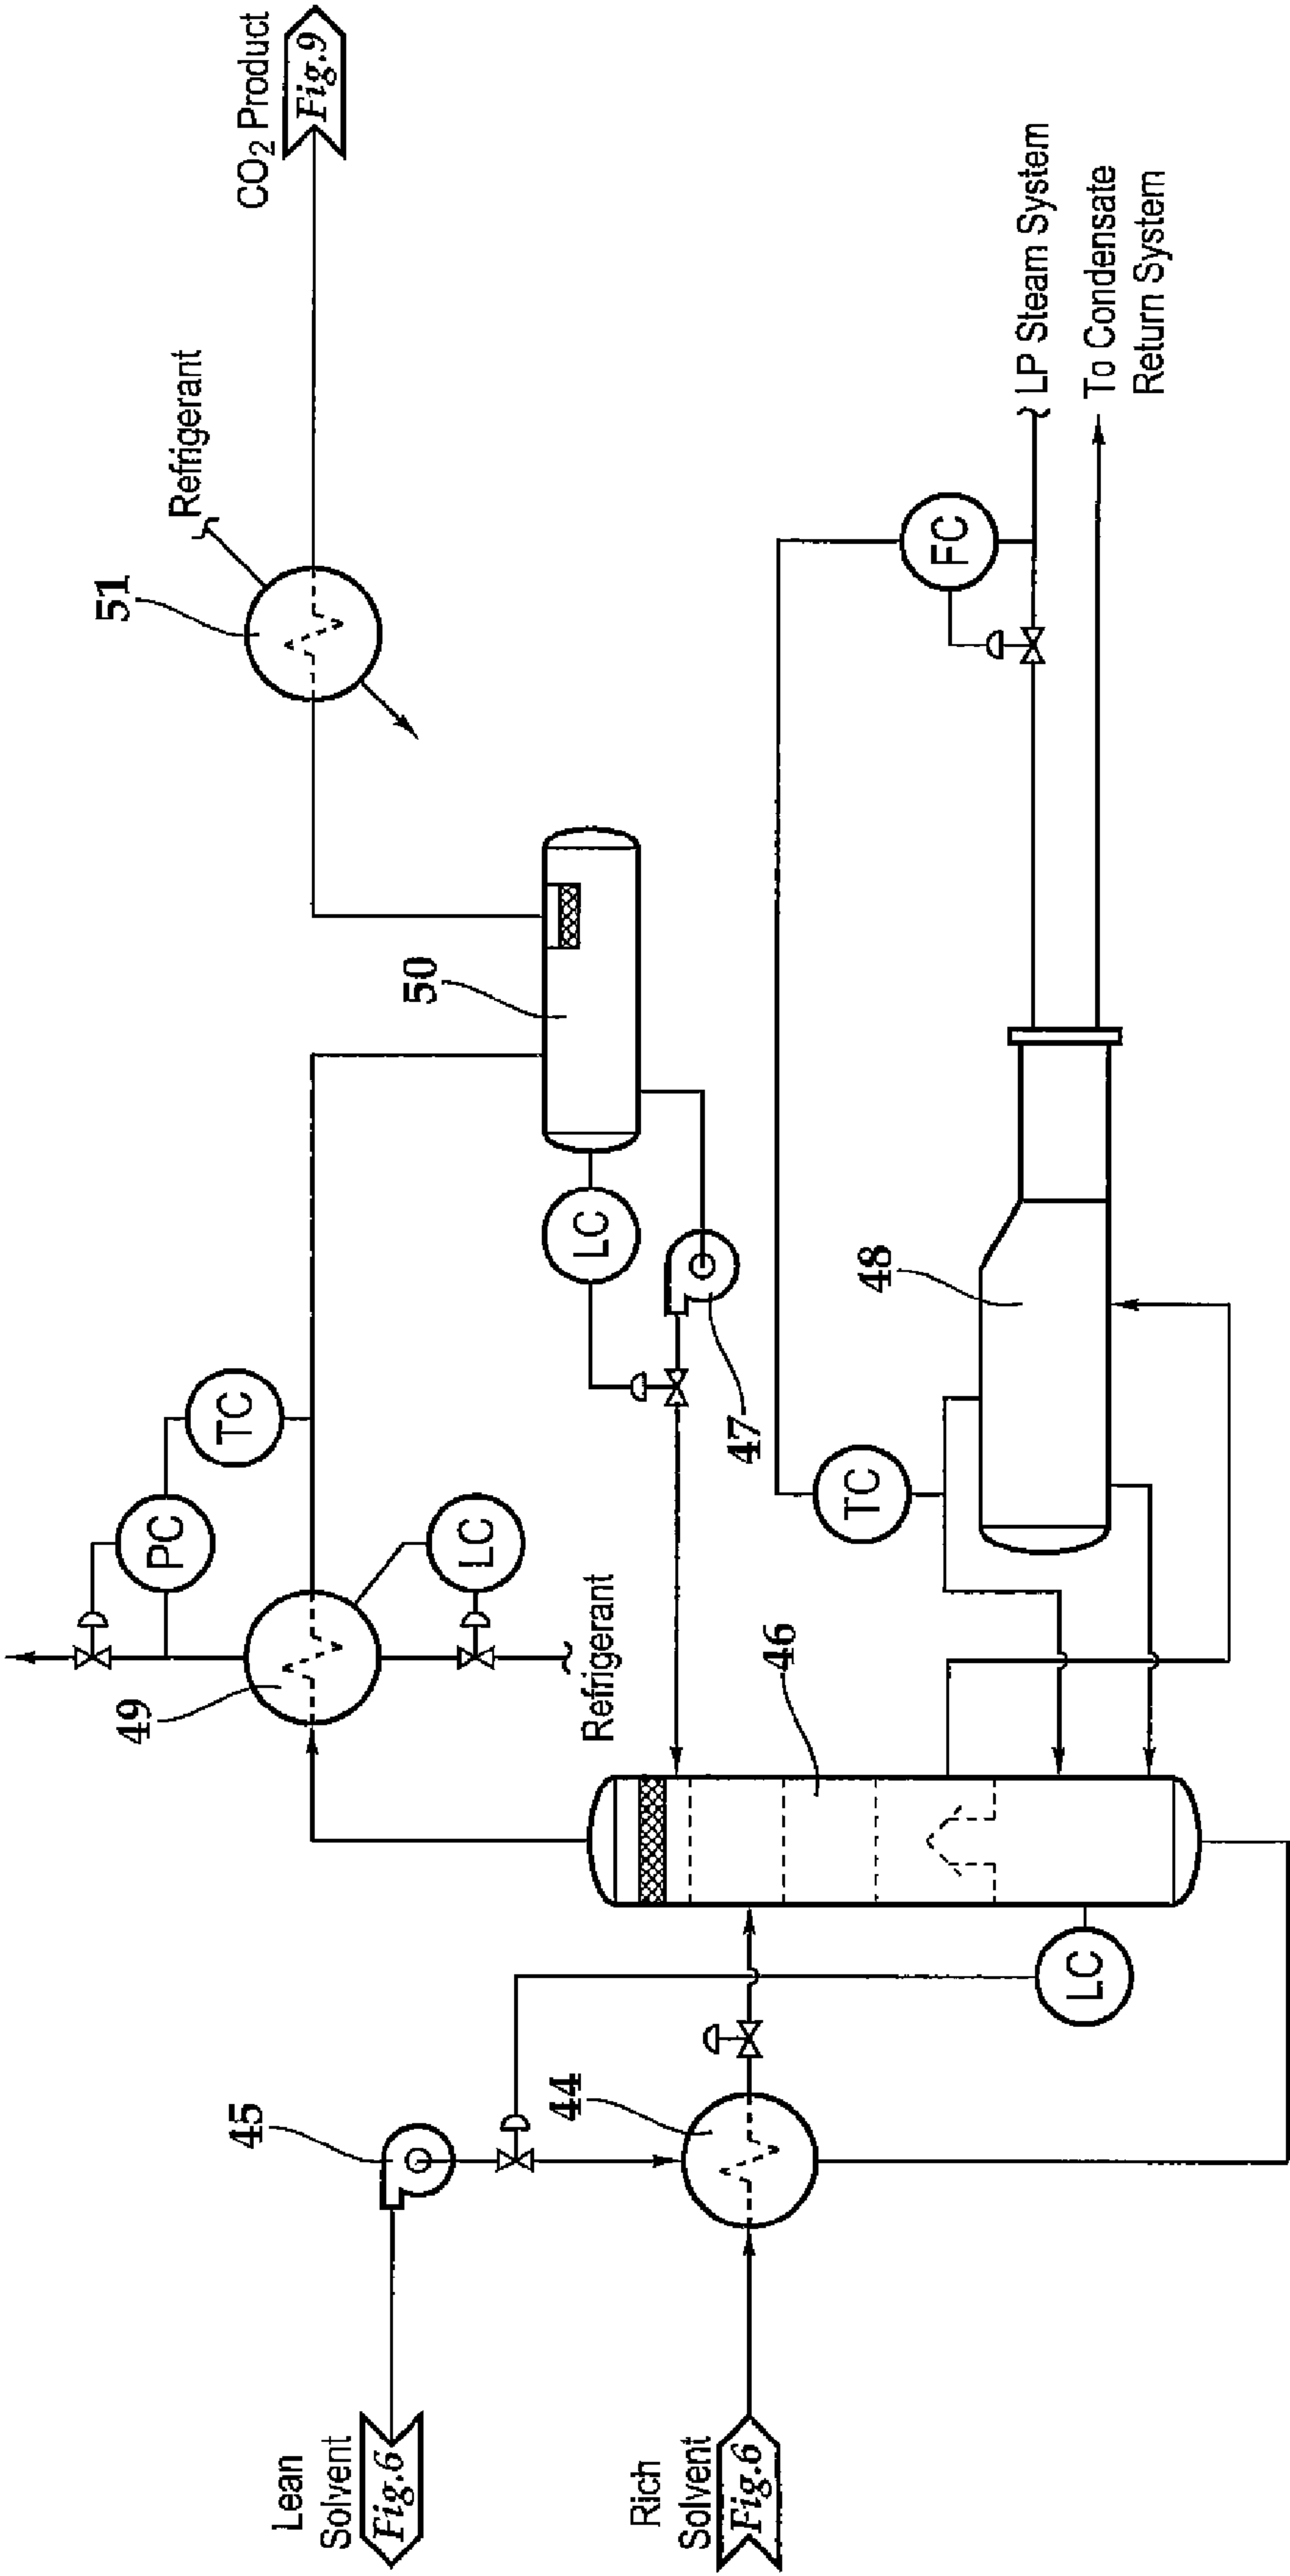 CO2 Product
Fig.9
Refrigerant
51
49
PC
TC
LC
Refrigerant
50
LC
47
FC
LP Steam System
To Condensate
Return System
48
TC
46
LC
45
44
Lean
Solvent
Fig.6
Rich
Solvent
Fig.6